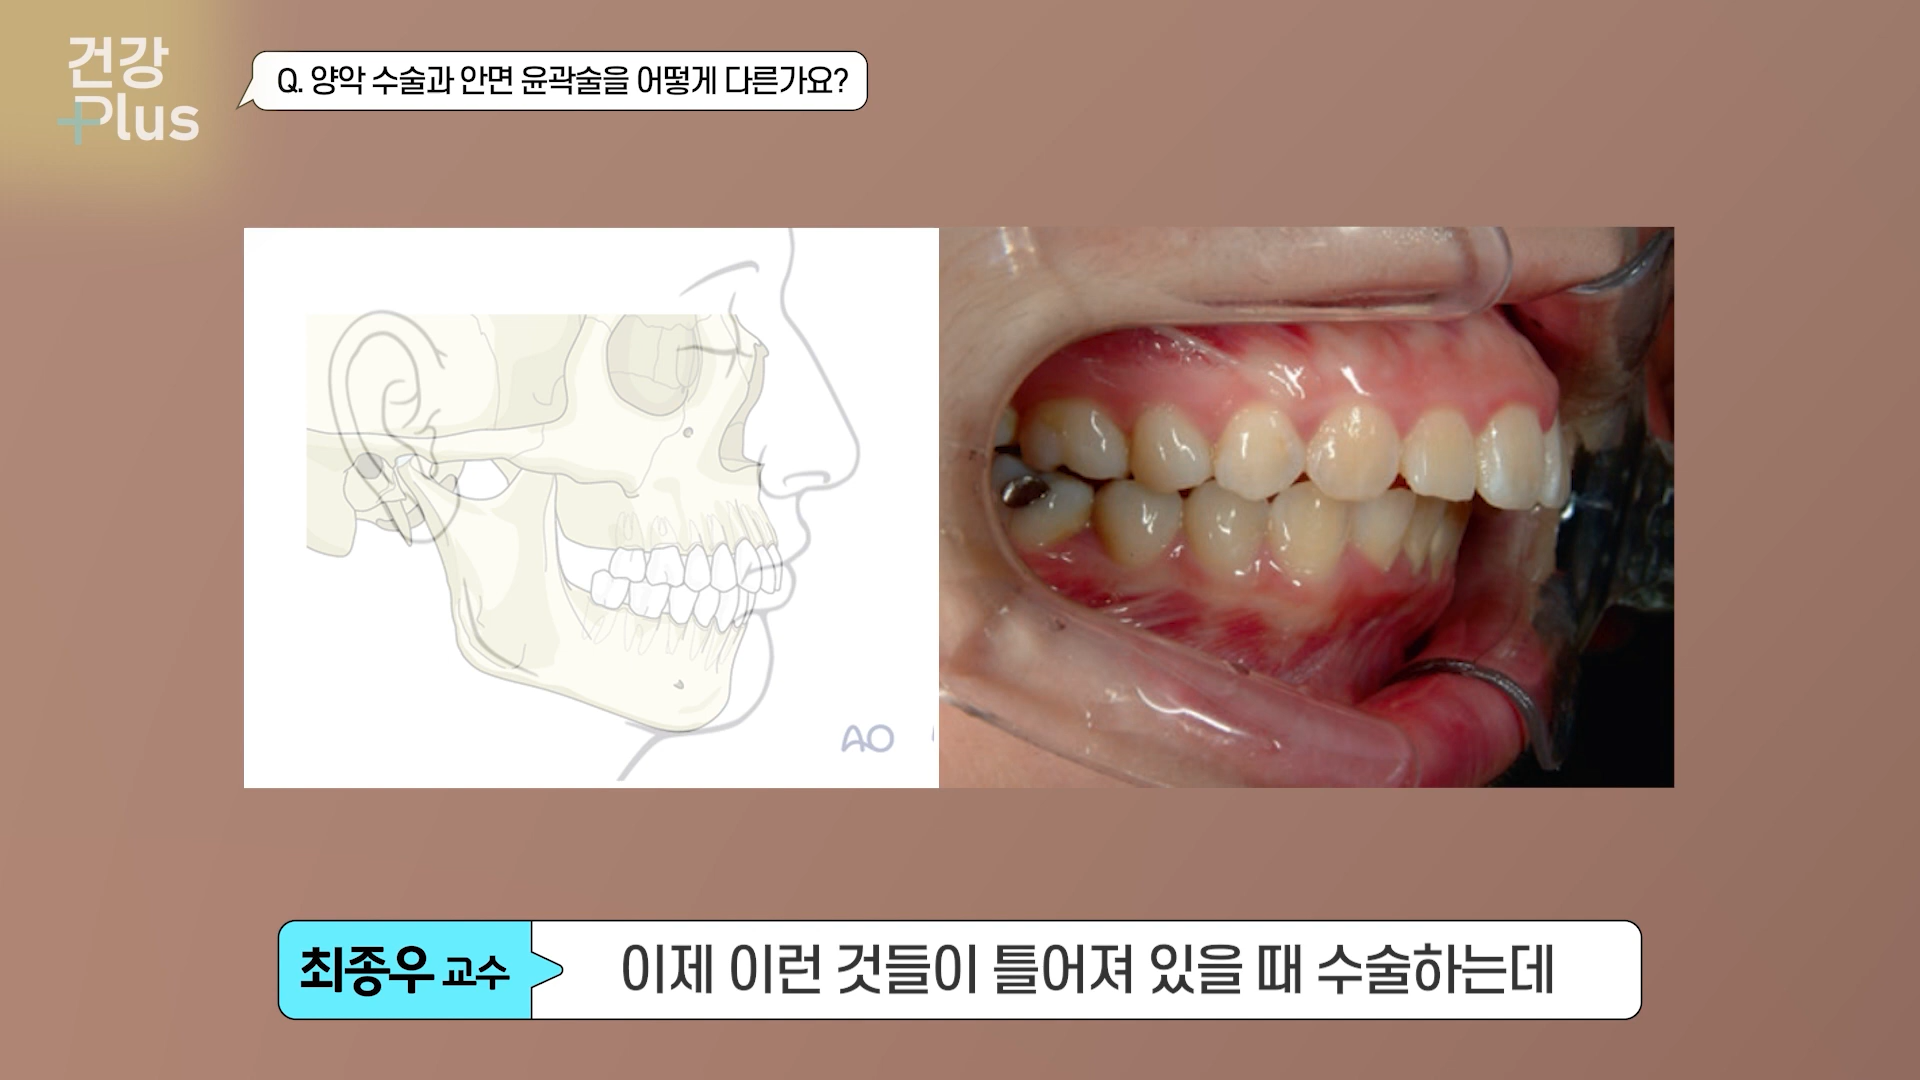 건강
Plus
Q. 양악 수술과 안면 윤곽술을 어떻게 다른가요?
AO
최종우 교수
이제 이런 것들이 틀어져 있을 때 수술하는데